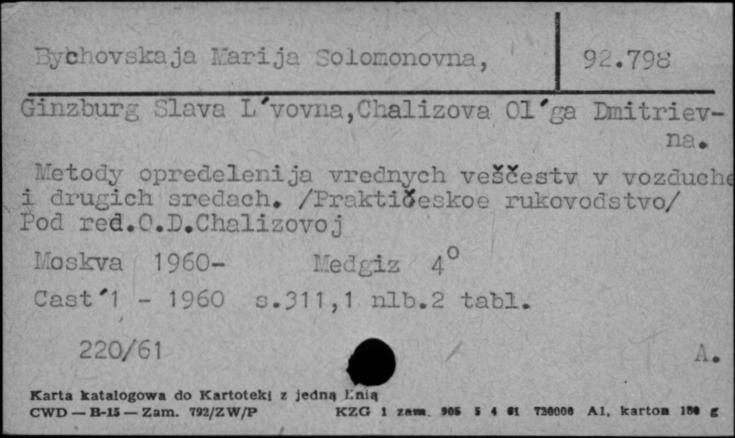 Bychovskaja Marija Solomonovna,
92.798
Ginzburg Slava L'vovna,Chalizova Ol'ga Dmitriev-
na.
Metody opredelenija vrednych veščestv v vozduche
i drugich sredach. /Praktičeskoe rukovodstvo/
Pod red.O.D.Chalizovoj
Moskva 1960- Medgiz 4°
Cast'1 - 1960 s.311,1 nlb.2 tabl.
220/61 A.
Karta katalogowa do Kartoteki z jedną linią
CWD — B-15 — Zam. 792/ZW/P KZG 1 zam. 905 5 4 61 730000 A1, karton 180 g